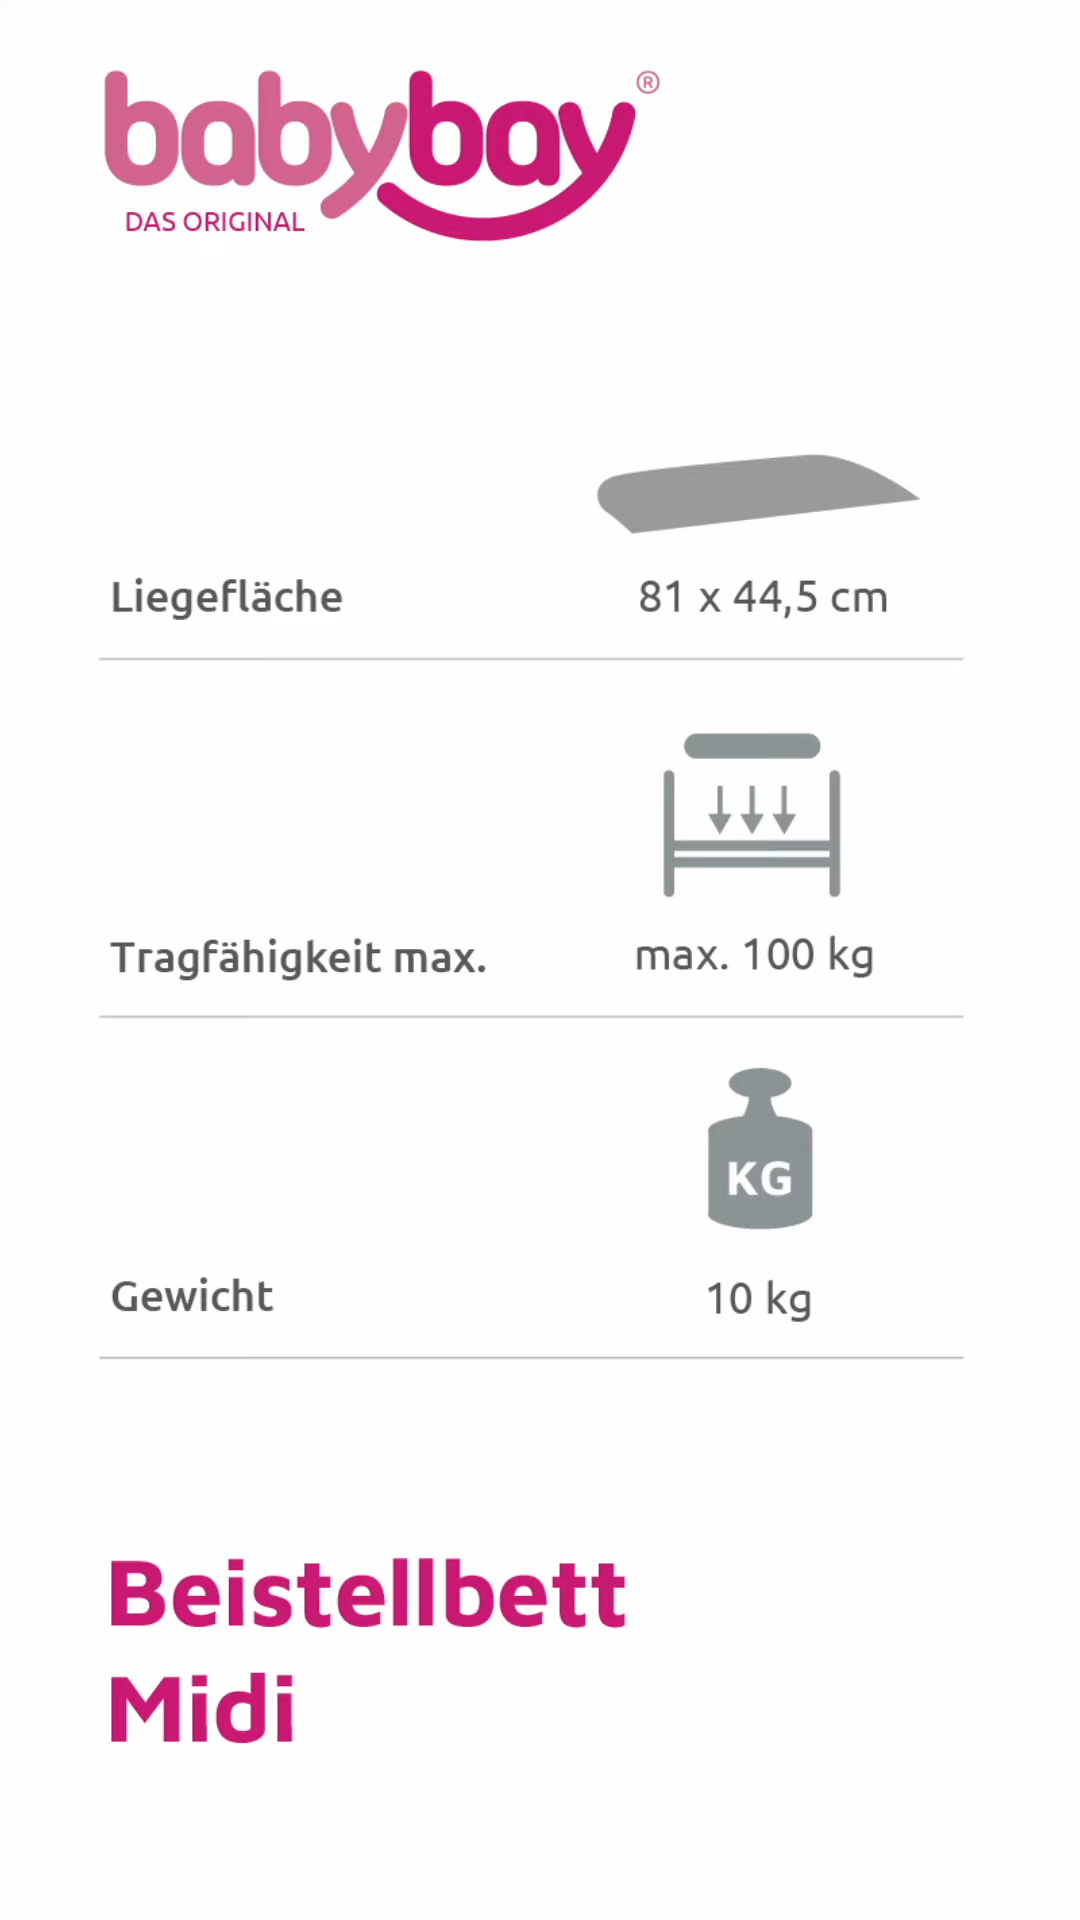 babybay®
DAS ORIGINAL
Liegefläche 81 x 44,5 cm
Tragfähigkeit max. max. 100 kg
KG
Gewicht 10 kg
Beistellbett
Midi